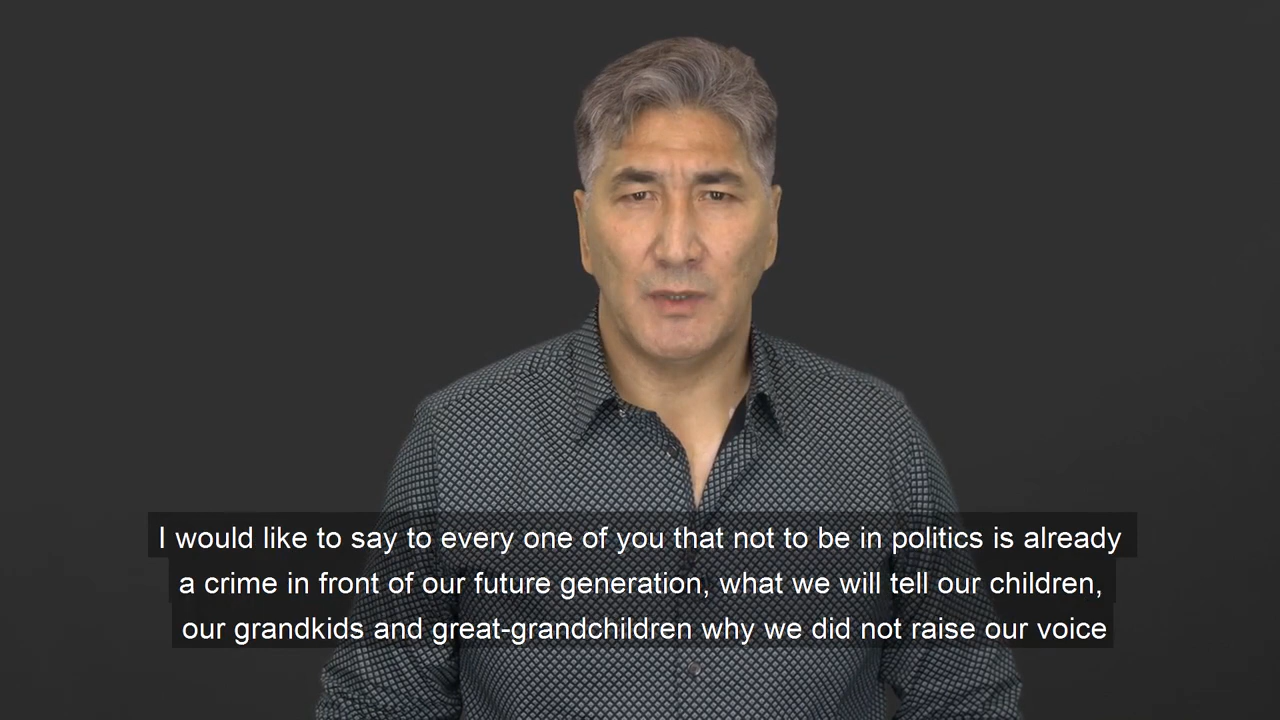 I would like to say to every one of you that not to be in politics is already
a crime in front of our future generation, what we will tell our children,
our grandkids and great-grandchildren why we did not raise our voice